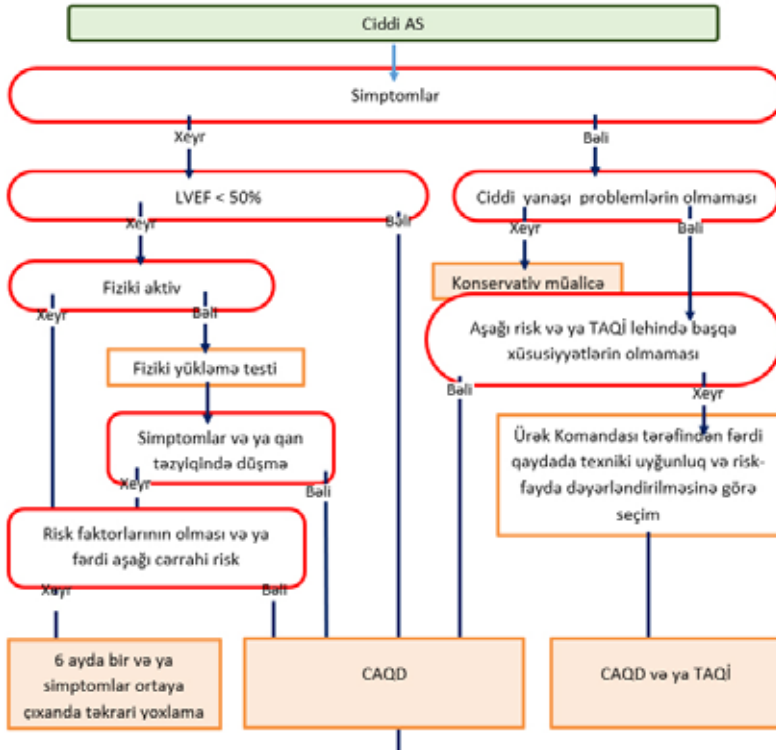 Ciddi AS
Simptomlar
Xeyr
Bəli
LVEF < 50%
Ciddi yanaşı problemlərin olmaması
Xeyr
Bəli
Xeyr
Bəli
Fiziki aktiv
Konservativ müalicə
Xeyr
Bəli
Aşağı risk və ya TAQİ lehində başqa
xüsusiyyətlərin olmaması
Fiziki yükləmə testi
Bəli
Xeyr
Simptomlar və ya qan
təzyiqində düşmə
Ürək Komandası tərəfindən fərdi
qaydada texniki uyğunluq və risk-
fayda dəyərləndirilməsinə görə
seçim
Xeyr
Bəli
Risk faktorlarının olması və ya
fərdi aşağı cərrahi risk
Xeyr
Bəli
6 ayda bir və ya
simptomlar ortaya
çıxanda təkrari yoxlama
CAQD
CAQD və ya TAQİ